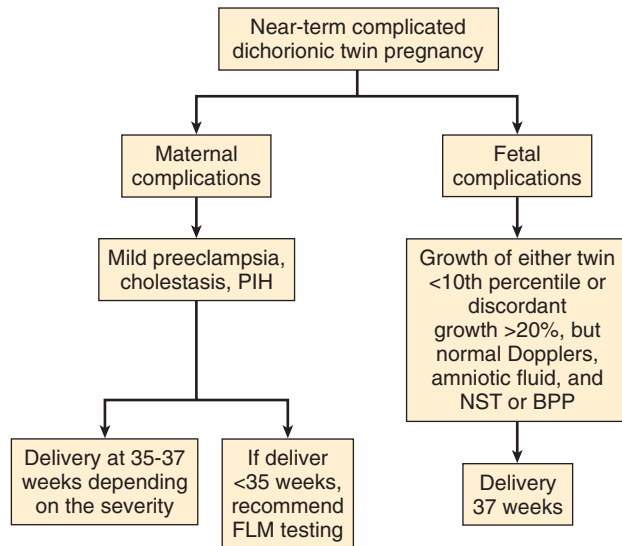 Near-term complicated
dichorionic twin pregnancy
Maternal
complications
Fetal
complications
Mild preeclampsia,
cholestasis, PIH
Growth of either twin
<10th percentile or
discordant
growth >20%, but
normal Dopplers,
amniotic fluid, and
NST or BPP
Delivery at 35-37
weeks depending
on the severity
If deliver
<35 weeks,
recommend
FLM testing
Delivery
37 weeks